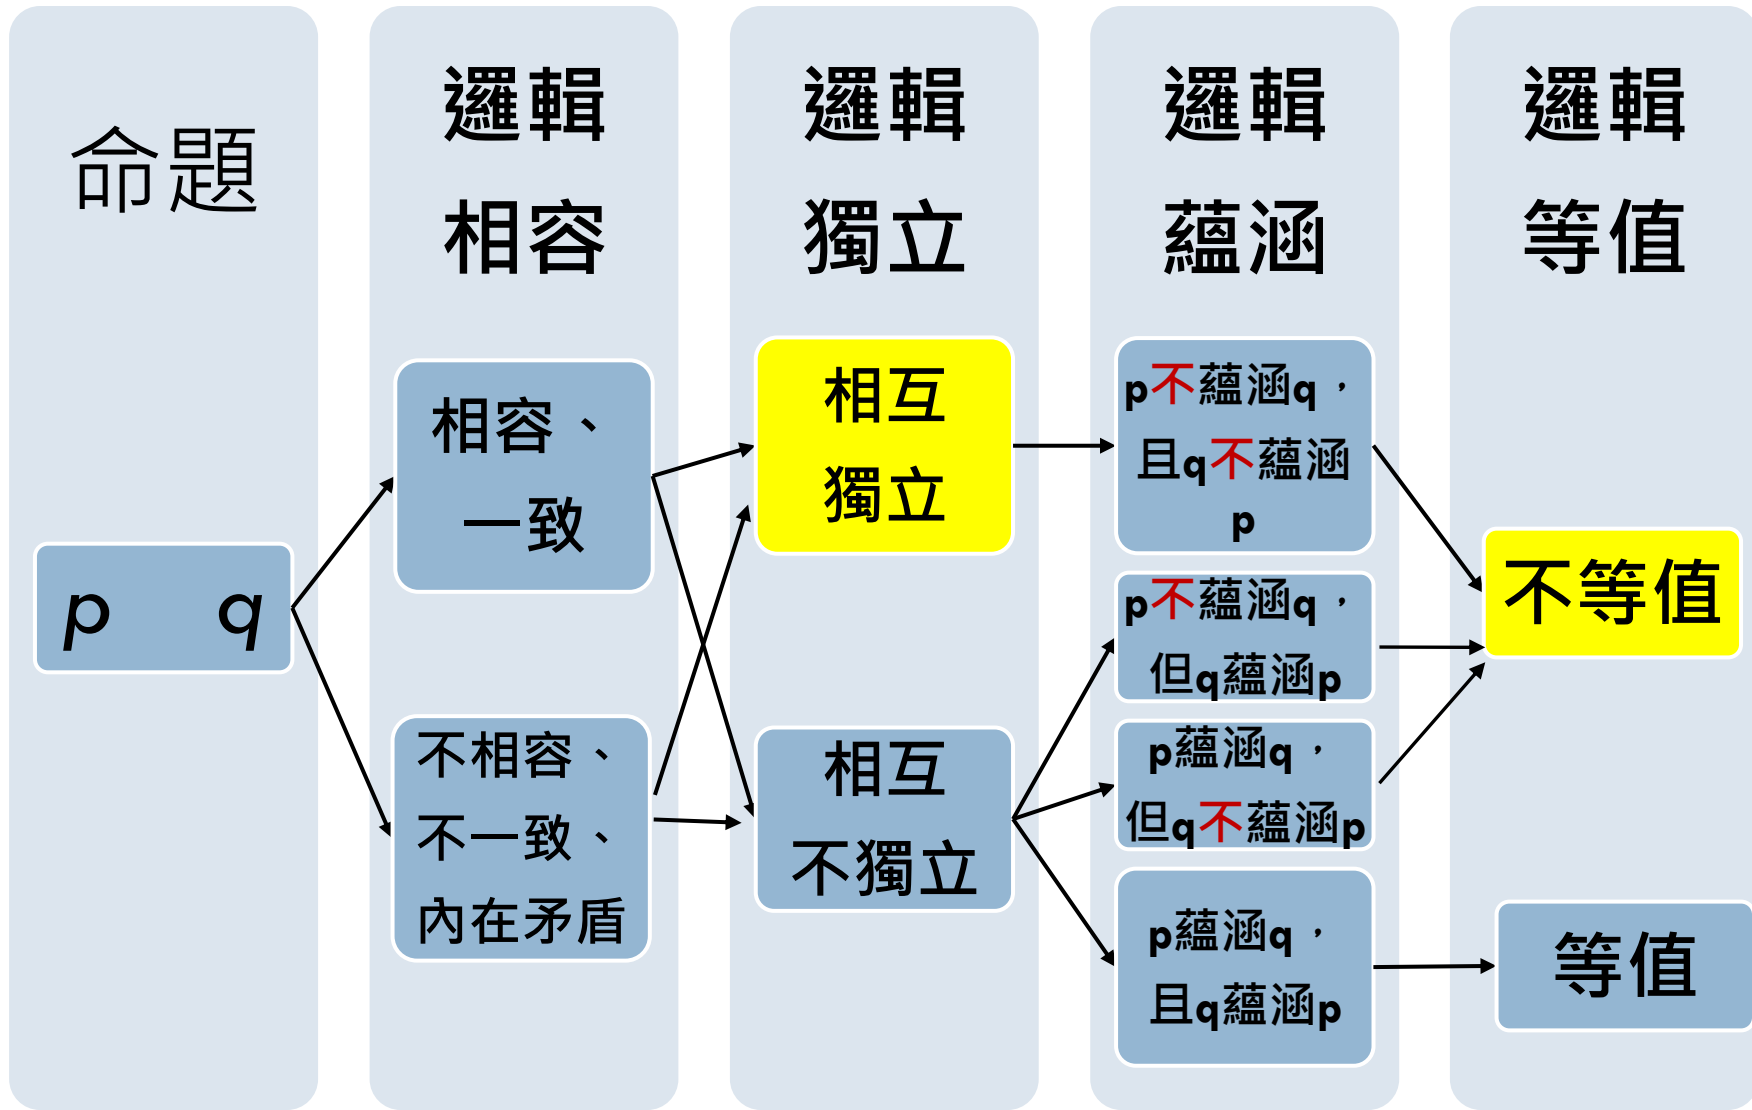 命題
邏輯
相容
邏輯
獨立
邏輯
蘊涵
邏輯
等值
p q
相容、
一致
不相容、
不一致、
內在矛盾
相互
獨立
相互
不獨立
p不蘊涵q，
且q不蘊涵
p
p不蘊涵q，
但q蘊涵p
p蘊涵q，
但q不蘊涵p
p蘊涵q，
且q蘊涵p
不等值
等值